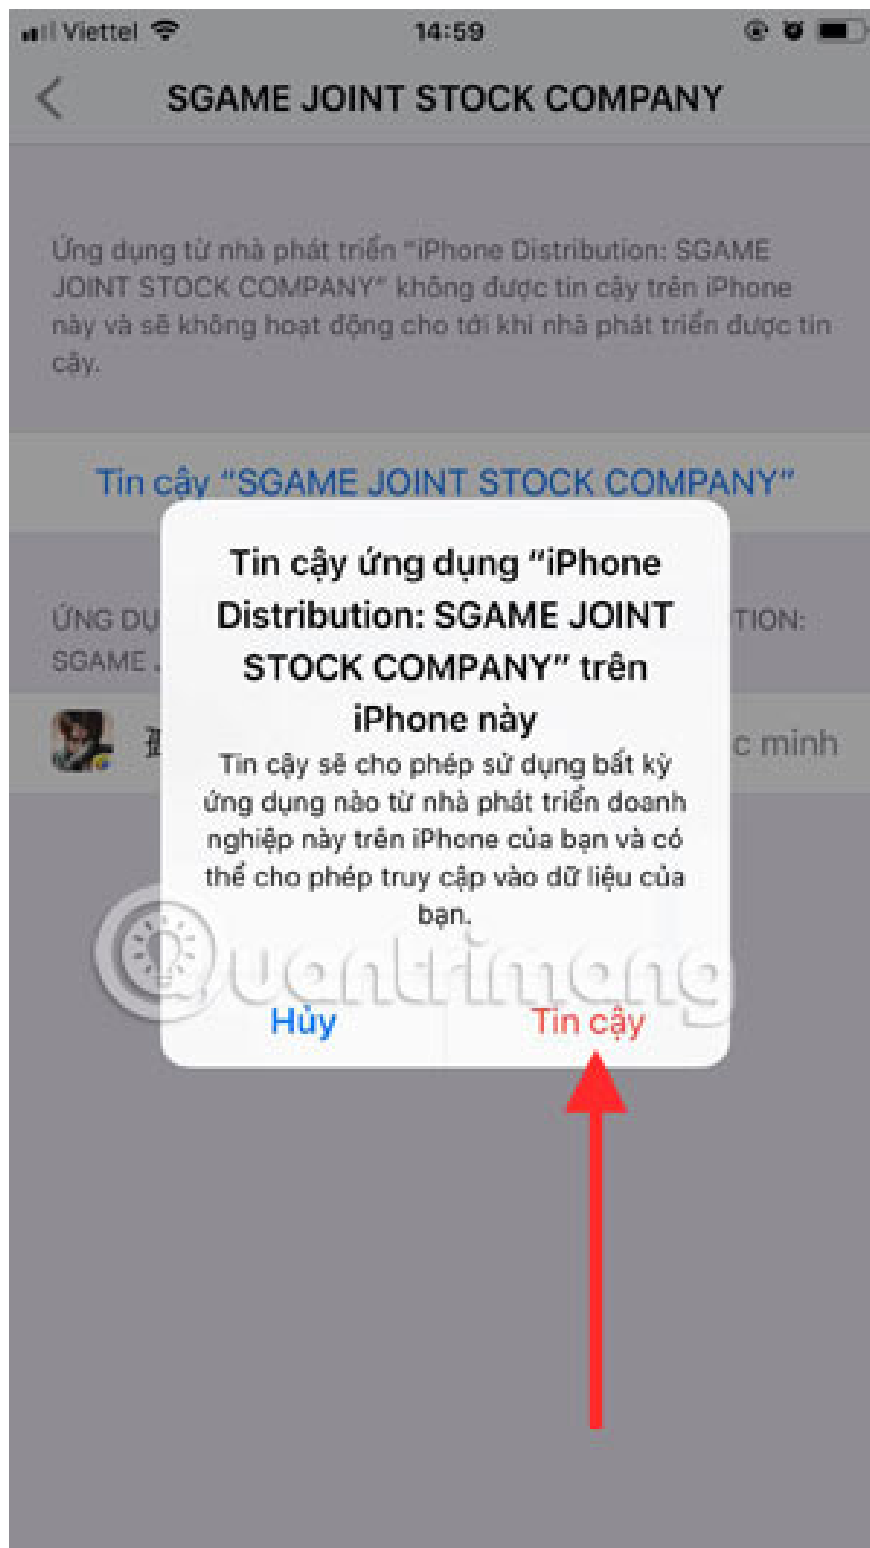 Viettel 14:59
SGAME JOINT STOCK COMPANY
Ứng dụng từ nhà phát triển “iPhone Distribution: SGAME
JOINT STOCK COMPANY” không được tin cậy trên iPhone
này và sẽ không hoạt động cho tới khi nhà phát triển được tin
cậy.
Tin cậy “SGAME JOINT STOCK COMPANY”
ỨNG DỤ TION:
SGAME
c minh
Tin cậy ứng dụng “iPhone
Distribution: SGAME JOINT
STOCK COMPANY” trên
iPhone này
Tin cậy sẽ cho phép sử dụng bất kỳ
ứng dụng nào từ nhà phát triển doanh
nghiệp này trên iPhone của bạn và có
thể cho phép truy cập vào dữ liệu của
bạn.
Quantrimang
Hủy Tin cậy